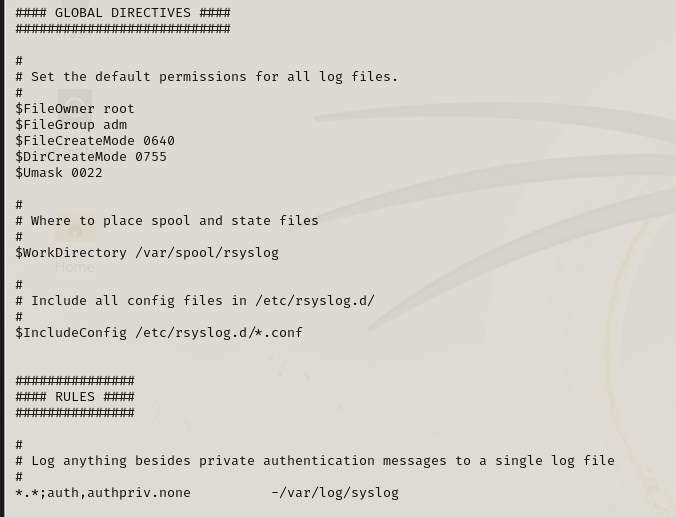 #### GLOBAL DIRECTIVES ####
###########################
#
# Set the default permissions for all log files.
#
$FileOwner root
$FileGroup adm
$FileCreateMode 0640
$DirCreateMode 0755
$Umask 0022
#
# Where to place spool and state files
#
$WorkDirectory /var/spool/rsyslog
Home
#
# Include all config files in /etc/rsyslog.d/
#
$IncludeConfig /etc/rsyslog.d/*.conf
###############
#### RULES ####
###############
#
# Log anything besides private authentication messages to a single log file
#
*.*;auth,authpriv.none          -/var/log/syslog